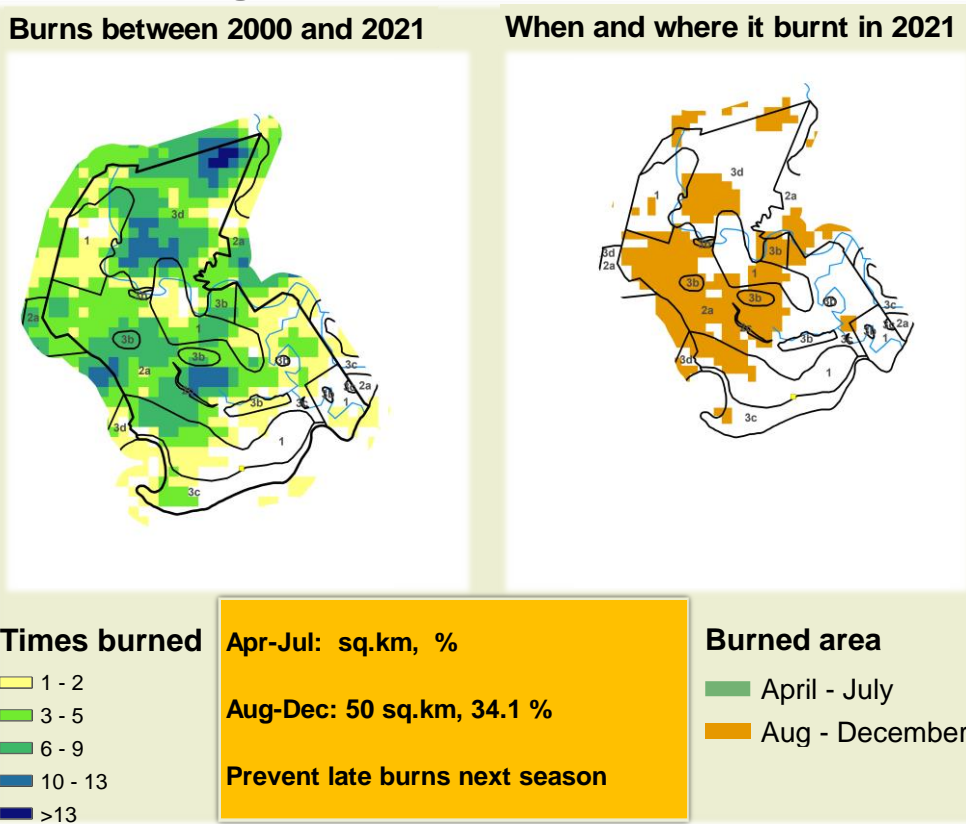 Burns between 2000 and 2021
When and where it burnt in 2021
3d
1
2a
2a
3b
1
3b
3b
2a
3b
3c
3c
2a
1
3d
1
3c
3d
2a
1
3d
2a
3b
1
3b
3b
2a
3b
3c
2a
1
3d
1
3c
Times burned
1 - 2
3 - 5
6 - 9
10 - 13
>13
Apr-Jul: sq.km, %
Aug-Dec: 50 sq.km, 34.1 %
Prevent late burns next season
Burned area
April - July
Aug - December